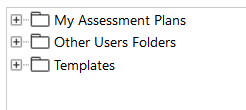 My Assessment Plans
Other Users Folders
Templates